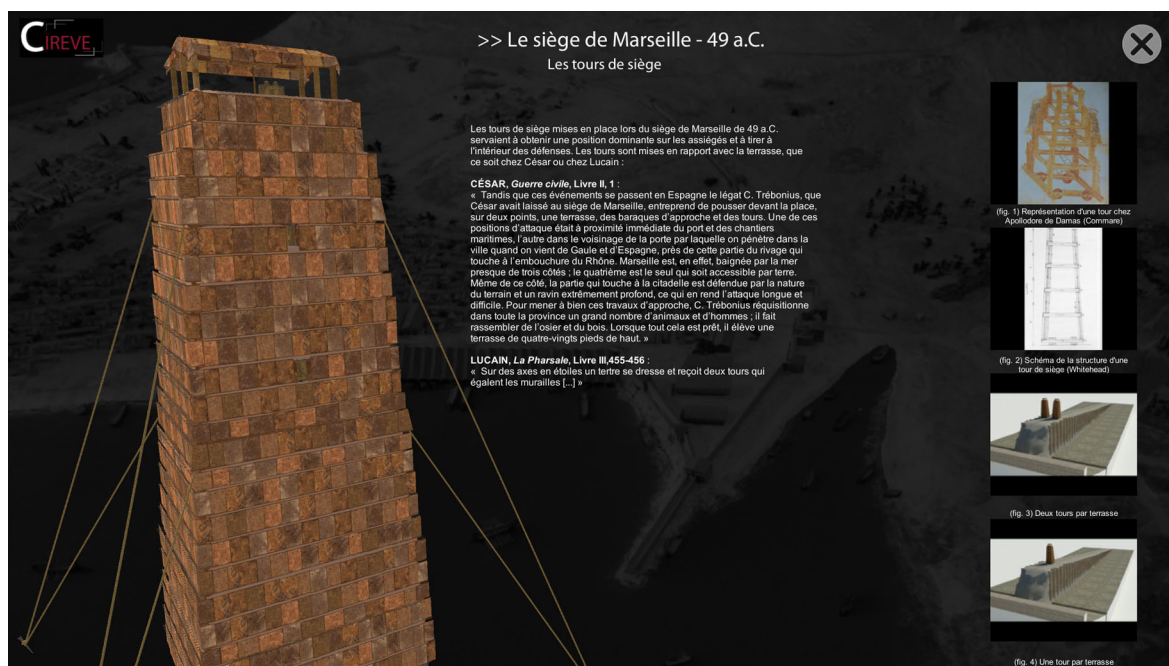 CIREVE
>> Le siège de Marseille - 49 a.C.
Les tours de siège
Les tours de siège mises en place lors du siège de Marseille de 49 a.C.
servaient à obtenir une position dominante sur les assiégés et à tirer à
l'intérieur des défenses. Les tours sont mises en rapport avec la terrasse, que
ce soit chez César ou chez Lucain :
CÉSAR, Guerre civile, Livre II, 1 :
« Tandis que ces événements se passent en Espagne le légat C. Trébonius, que
César avait laissé au siège de Marseille, entreprend de pousser devant la place,
sur deux points, une terrasse, des baraques d'approche et des tours. Une de ces
positions d'attaque était à proximité immédiate du port et des chantiers
maritimes, l'autre dans le voisinage de la porte par laquelle on pénètre dans la
ville quand on vient de Gaule et d'Espagne, près de cette partie du rivage qui
touche à l'embouchure du Rhône. Marseille est, en effet, baignée par la mer
presque de trois côtés ; le quatrième est le seul qui soit accessible par terre.
Même de ce côté, la partie qui touche à la citadelle est défendue par la nature
du terrain et un ravin extrêmement profond, ce qui en rend l'attaque longue et
difficile. Pour mener à bien ces travaux d'approche, C. Trébonius réquisitionne
dans toute la province un grand nombre d'animaux et d'hommes ; il fait
rassembler de l'osier et du bois. Lorsque tout cela est prêt, il élève une
terrasse de quatre-vingts pieds de haut. »
LUCAIN, La Pharsale, Livre III,455-456 :
« Sur des axes en étoiles un tertre se dresse et reçoit deux tours qui
égalent les murailles [...] »
(fig. 1) Représentation d'une tour chez
Apollodore de Damas (Commare)
(fig. 2) Schéma de la structure d'une
tour de siège (Whitehead)
(fig. 3) Deux tours par terrasse
(fig. 4) Une tour par terrasse